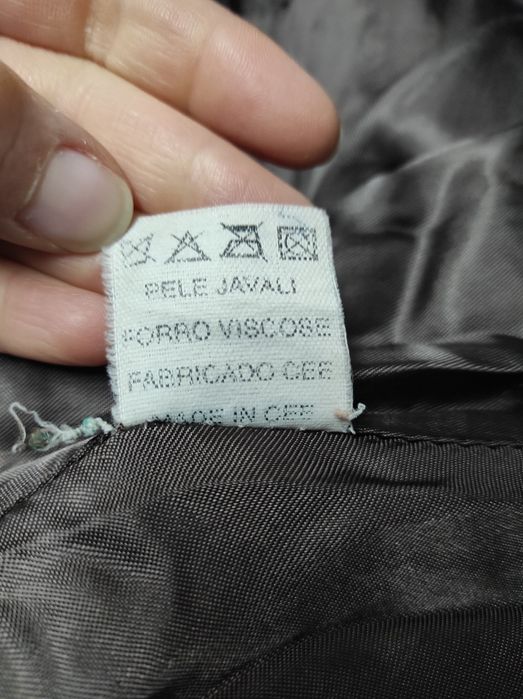 PELE JAVALI
FORRO VISCOSE
FABRICADO CEE
MADE IN CEE